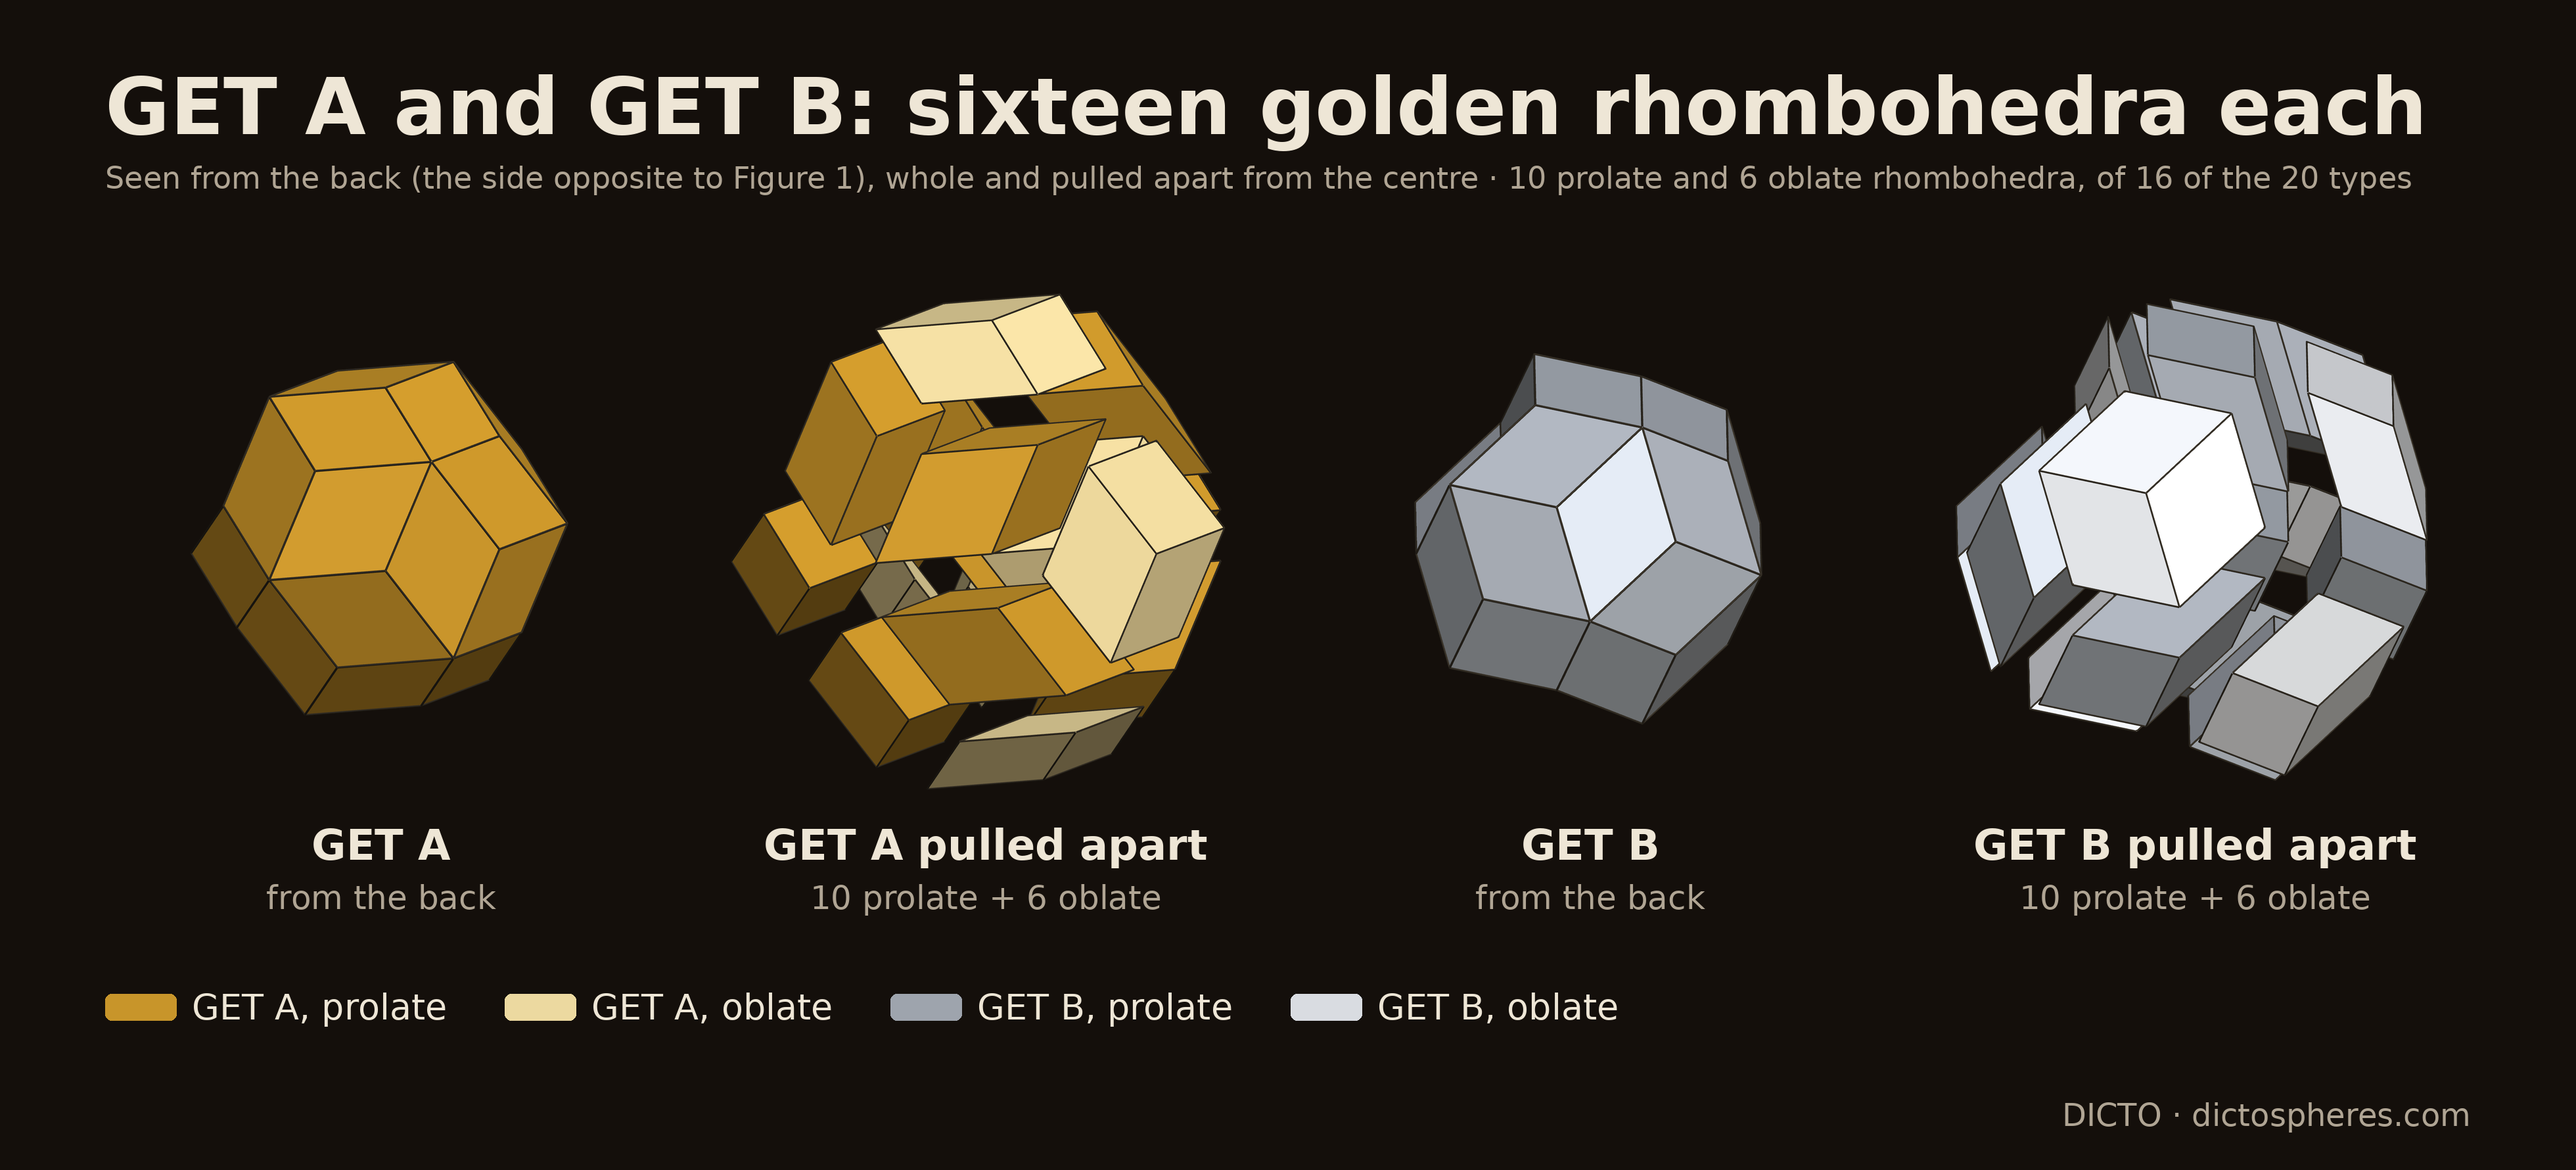 GET A and GET B: sixteen golden rhombohedra each
Seen from the back (the side opposite to Figure 1), whole and pulled apart from the centre · 10 prolate and 6 oblate rhombohedra, of 16 of the 20 types
GET A
from the back
GET A pulled apart
10 prolate + 6 oblate
GET B
from the back
GET B pulled apart
10 prolate + 6 oblate
GET A, prolate
GET A, oblate
GET B, prolate
GET B, oblate
DICTO · dictospheres.com